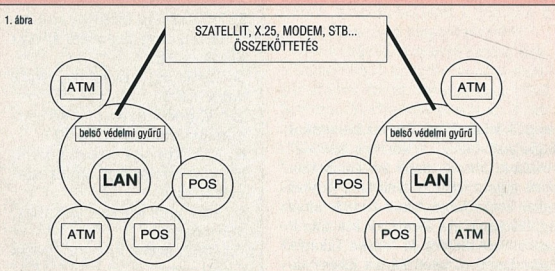 1. ábra
SZATELLIT, X.25, MODEM, STB...
ÖSSZEKÖTTETÉS
ATM
belső védelmi gyűrű
LAN
POS
ATM
POS
ATM
belső védelmi gyűrű
POS
LAN
POS
ATM